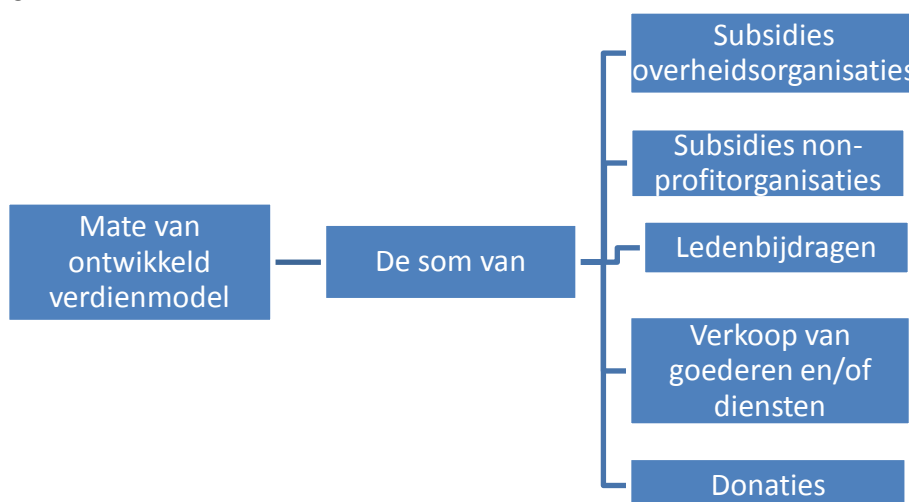 Mate van
ontwikkeld
verdienmodel
De som van
Subsidies
overheidsorganisaties
Subsidies non-
profitorganisaties
Ledenbijdragen
Verkoop van
goederen en/of
diensten
Donaties